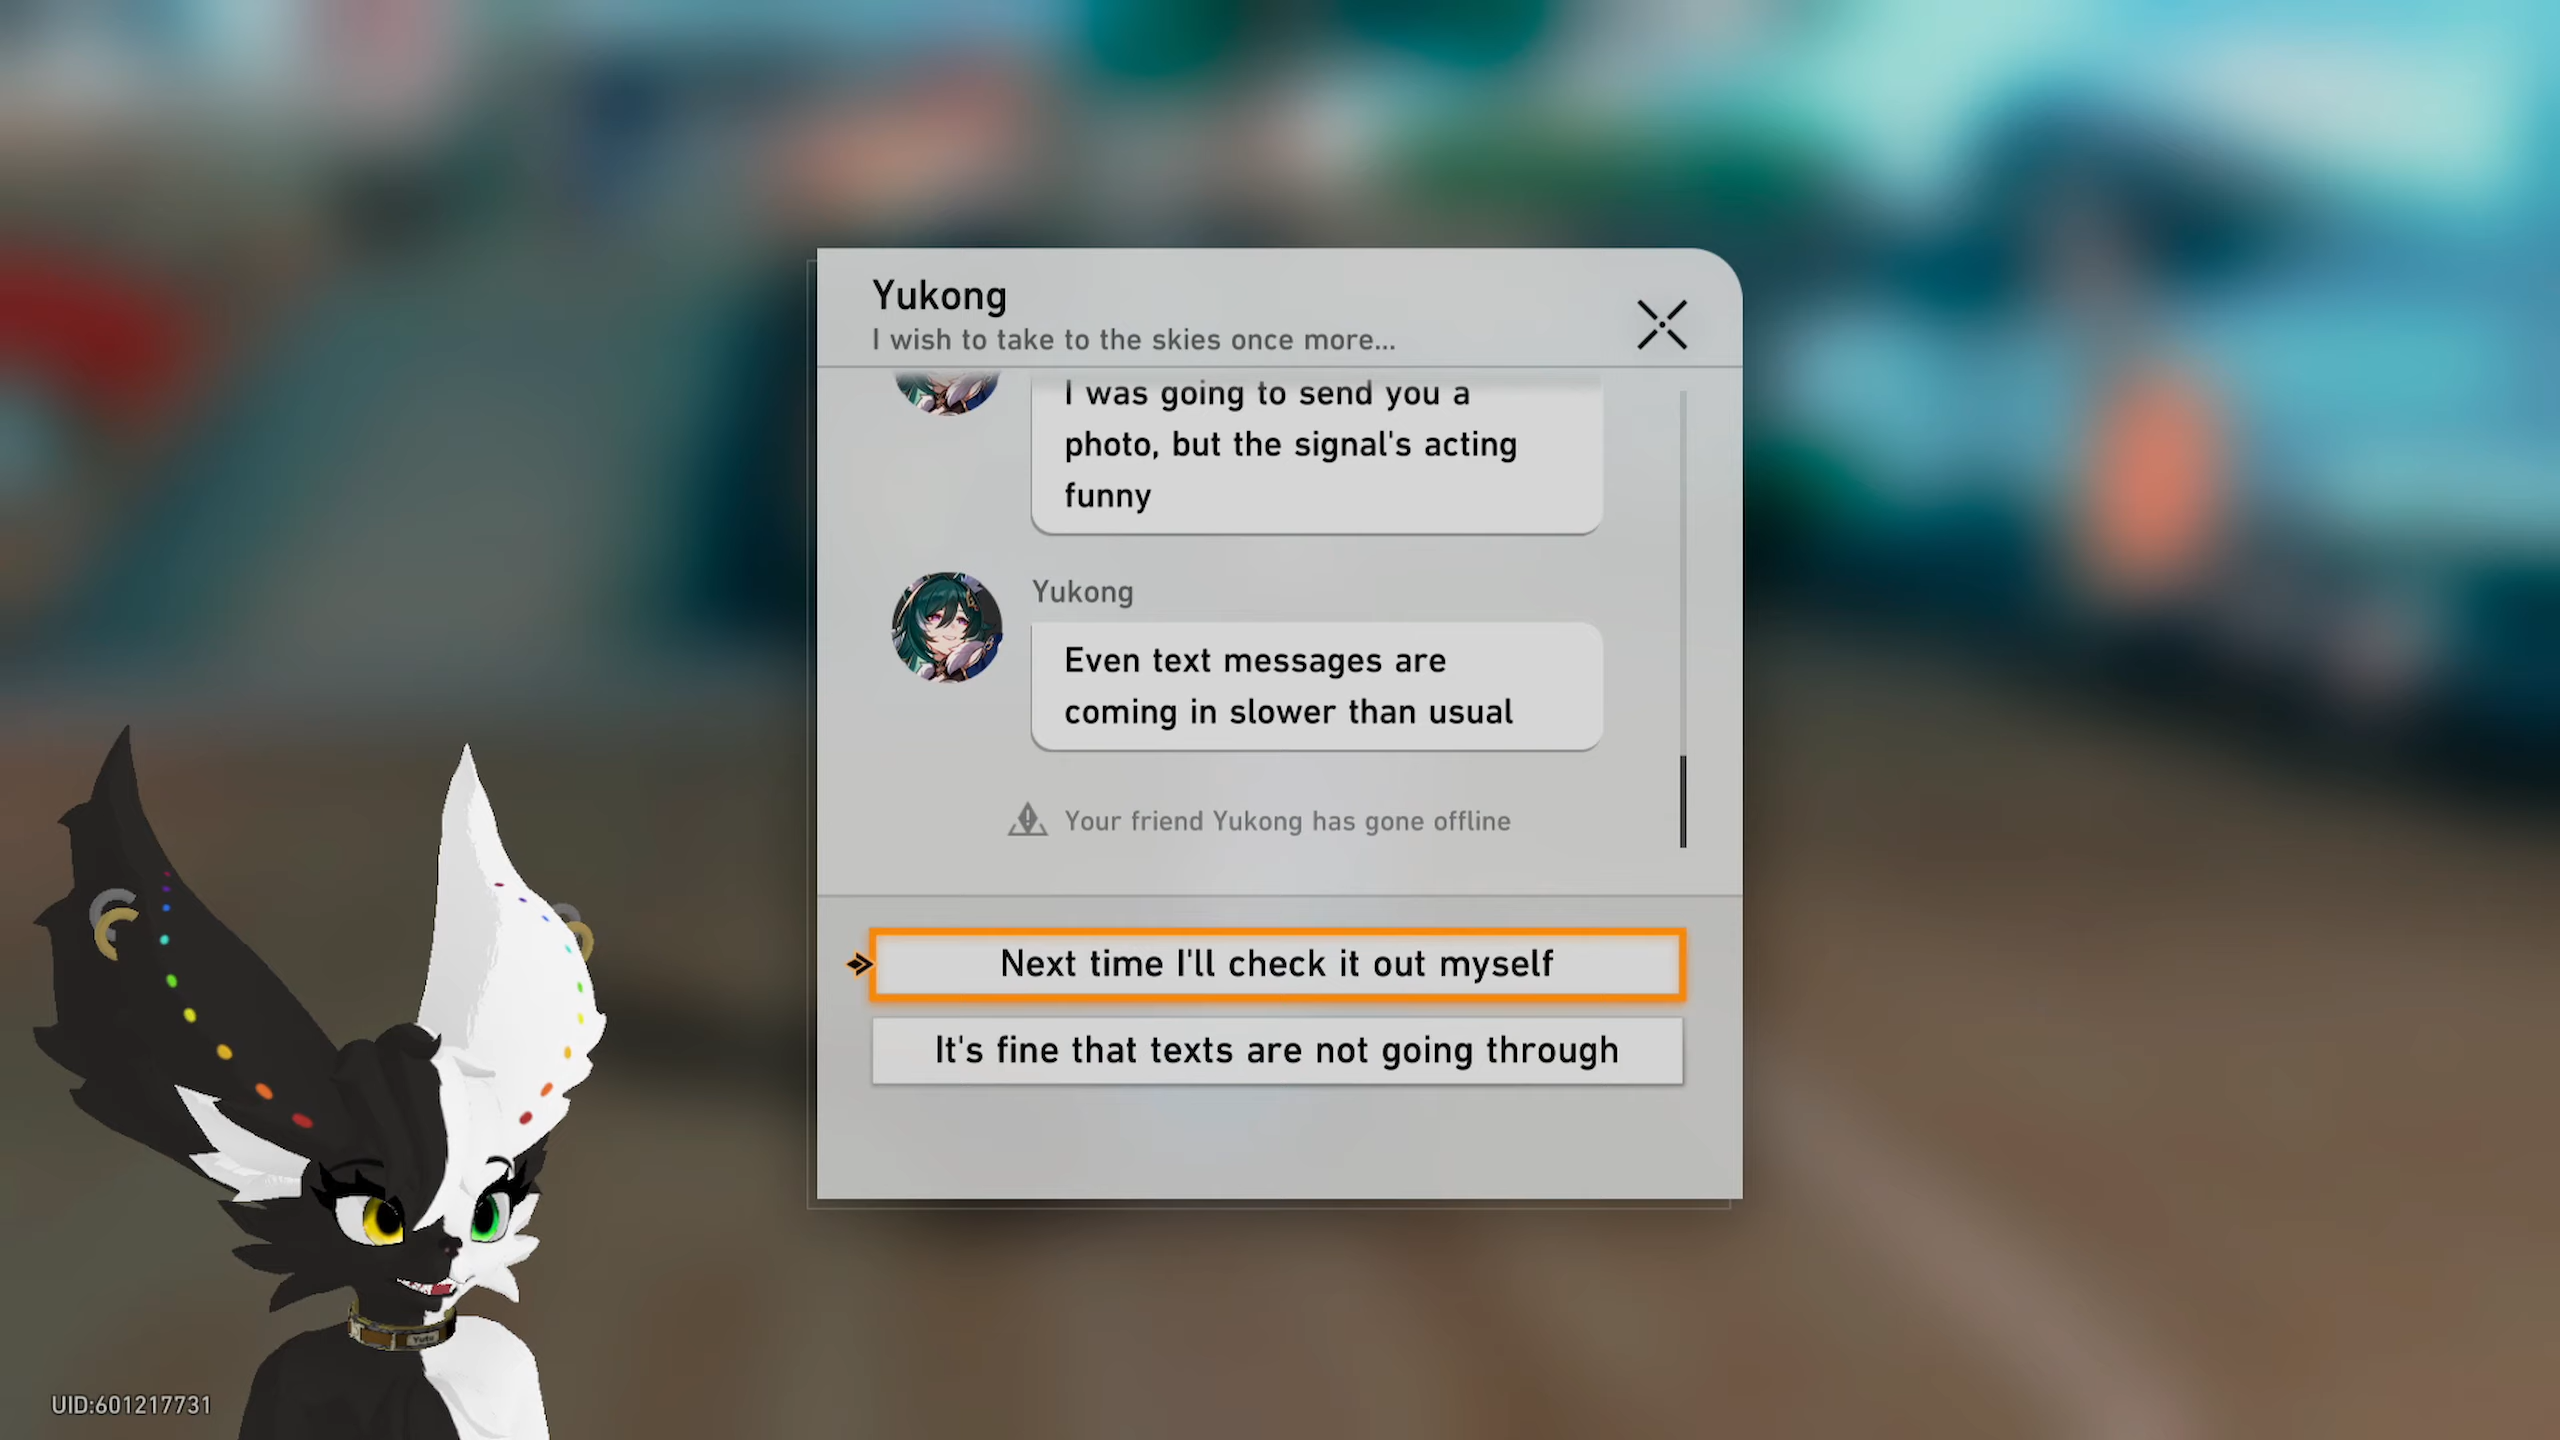 Yukong
I wish to take to the skies once more...
I was going to send you a
photo, but the signal's acting
funny
Yukong
Even text messages are
coming in slower than usual
Your friend Yukong has gone offline
Next time I'll check it out myself
It's fine that texts are not going through
UID:601217731